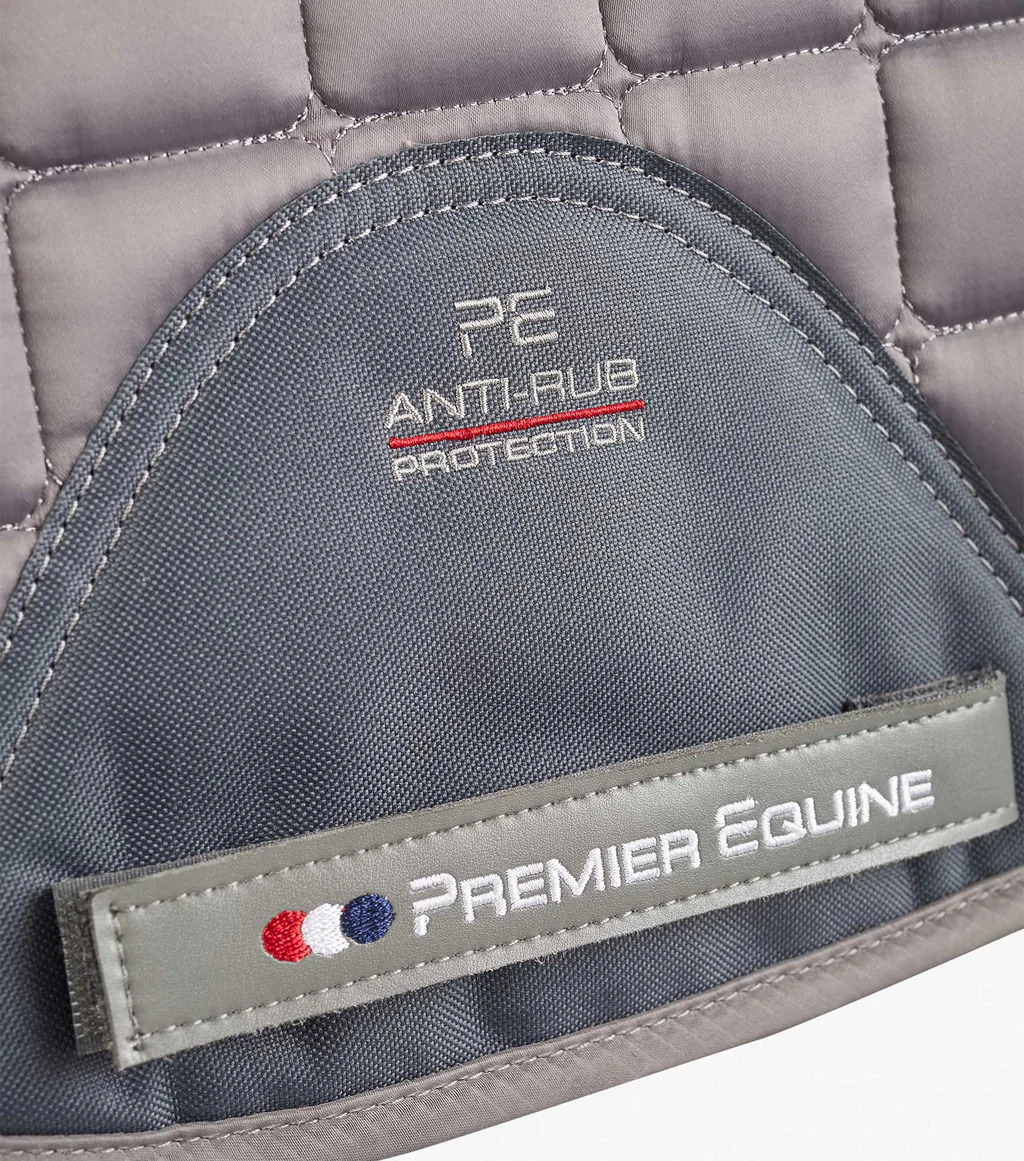 PE
ANTI-RUB
PROTECTION
PREMIER EQUINE